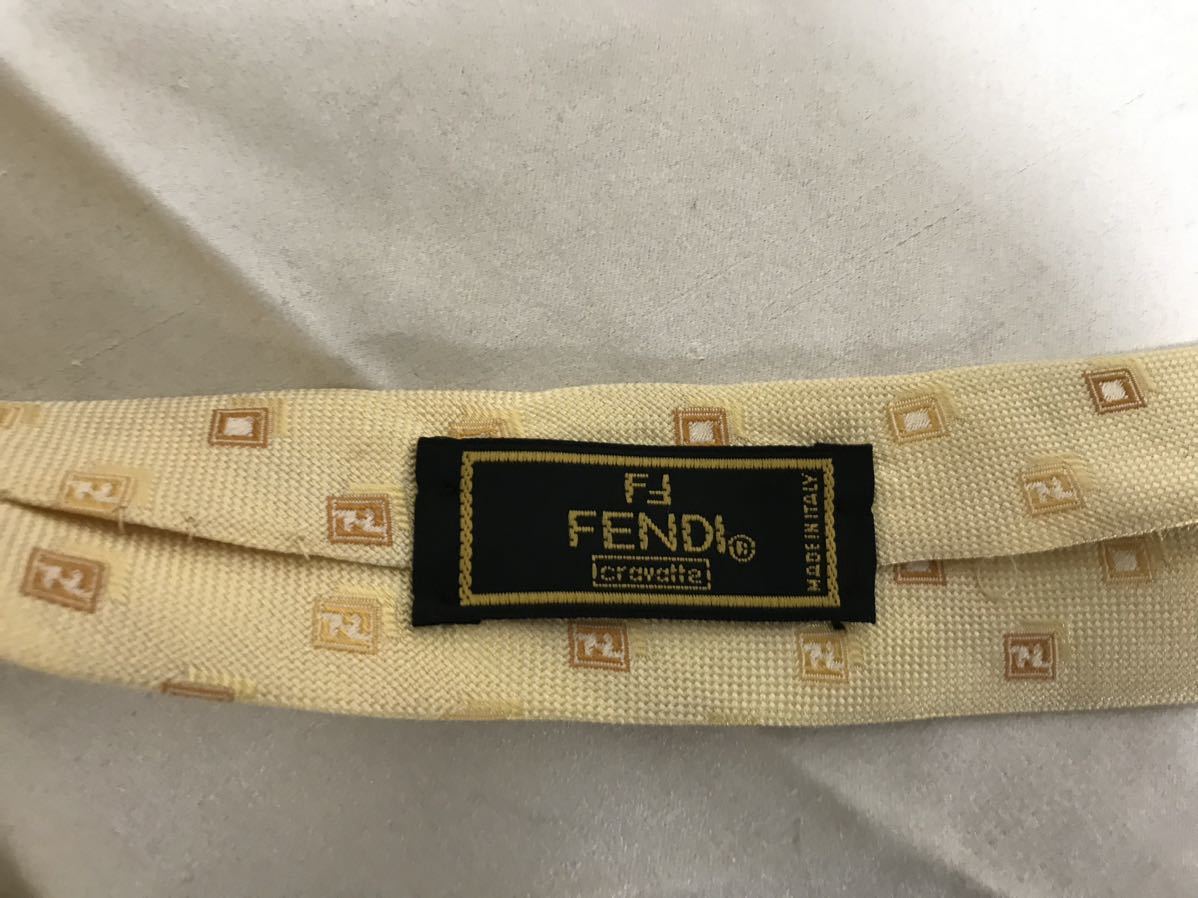 FF
FENDI®
cravatte
MADE IN ITALY